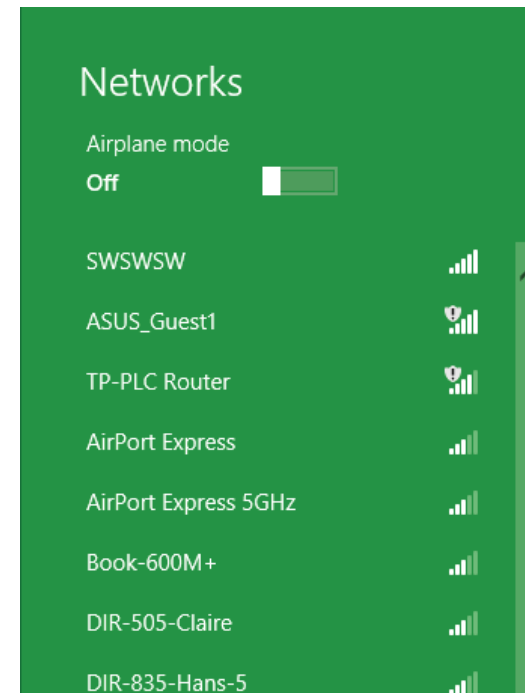 Networks
Airplane mode
Off
SWSWSW
ASUS_Guest1
TP-PLC Router
AirPort Express
AirPort Express 5GHz
Book-600M+
DIR-505-Claire
DIR-835-Hans-5